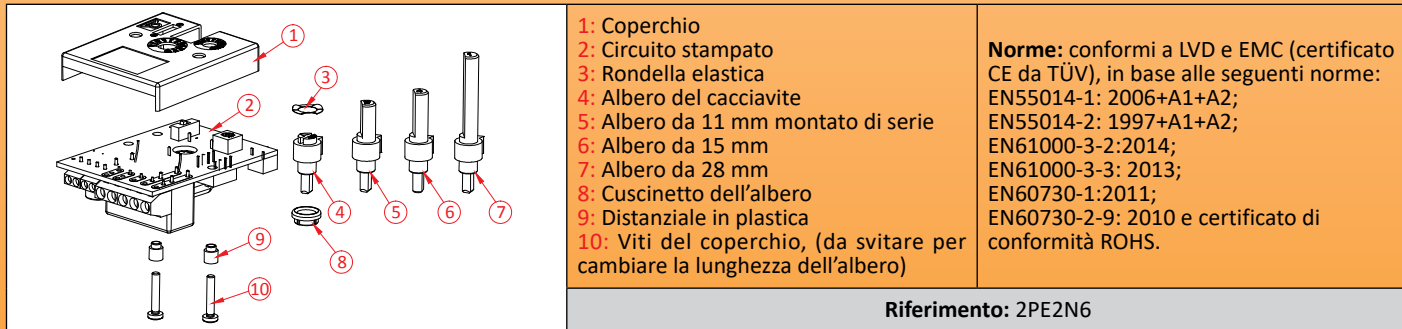 1
2
3
4
5
6
7
8
9
10
1: Coperchio
2: Circuito stampato
3: Rondella elastica
4: Albero del cacciavite
5: Albero da 11 mm montato di serie
6: Albero da 15 mm
7: Albero da 28 mm
8: Cuscinetto dell'albero
9: Distanziale in plastica
10: Viti del coperchio, (da svitare per
cambiare la lunghezza dell'albero)
Norme: conformi a LVD e EMC (certificato
CE da TÜV), in base alle seguenti norme:
EN55014-1: 2006+A1+A2;
EN55014-2: 1997+A1+A2;
EN61000-3-2:2014;
EN61000-3-3: 2013;
EN60730-1:2011;
EN60730-2-9: 2010 e certificato di
conformità ROHS.
Riferimento: 2PE2N6